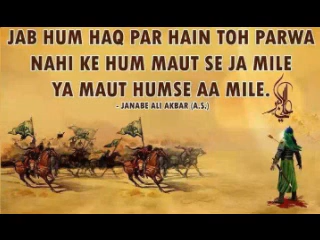 JAB HUM HAQ PAR HAIN TOH PARWA
NAHI KE HUM MAUT SE JA MILE
YA MAUT HUMSE AA MILE.
- JANABE ALI AKBAR (A.S.)